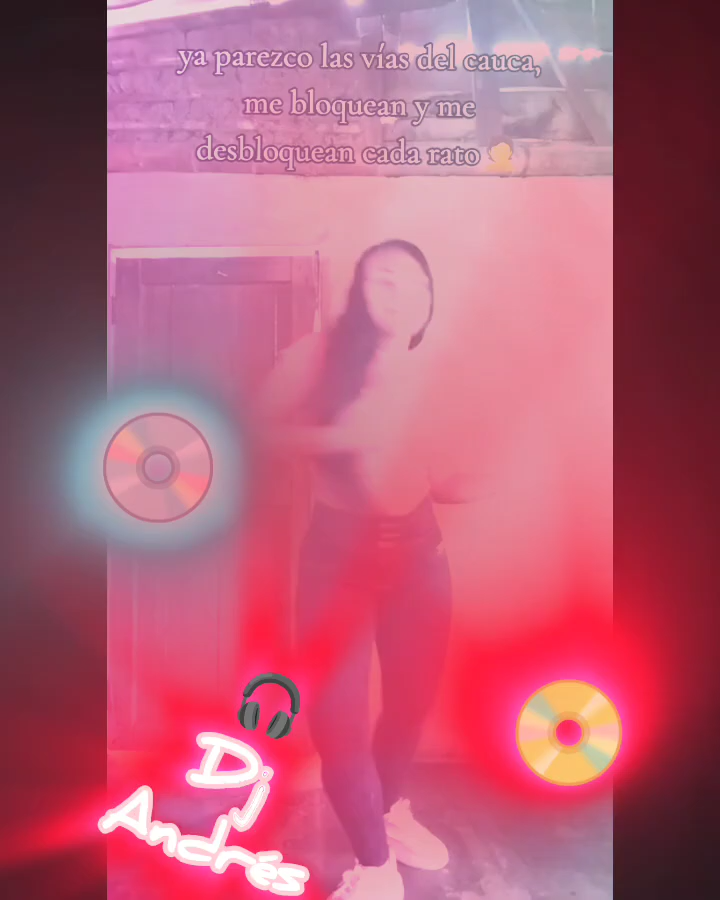 ya parezco las vías del cauca,
me bloquean y me
desbloquean cada rato 🤦
Dj
Andrés